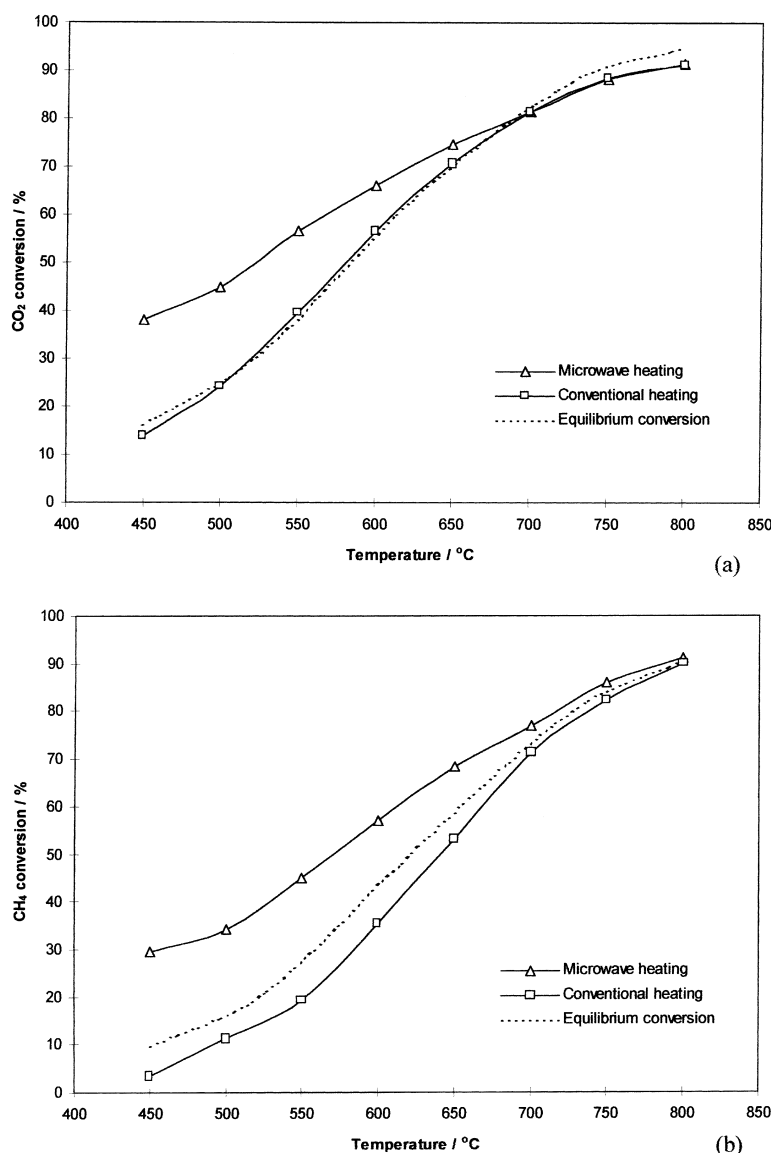 100
90
80
70
60
50
40
30
20
10
0
CO₂ conversion / %
Microwave heating
Conventional heating
Equilibrium conversion
400 450 500 550 600 650 700 750 800 850
Temperature / °C
(a)
100
90
80
70
60
50
40
30
20
10
0
CH₄ conversion / %
Microwave heating
Conventional heating
Equilibrium conversion
400 450 500 550 600 650 700 750 800 850
Temperature / °C
(b)